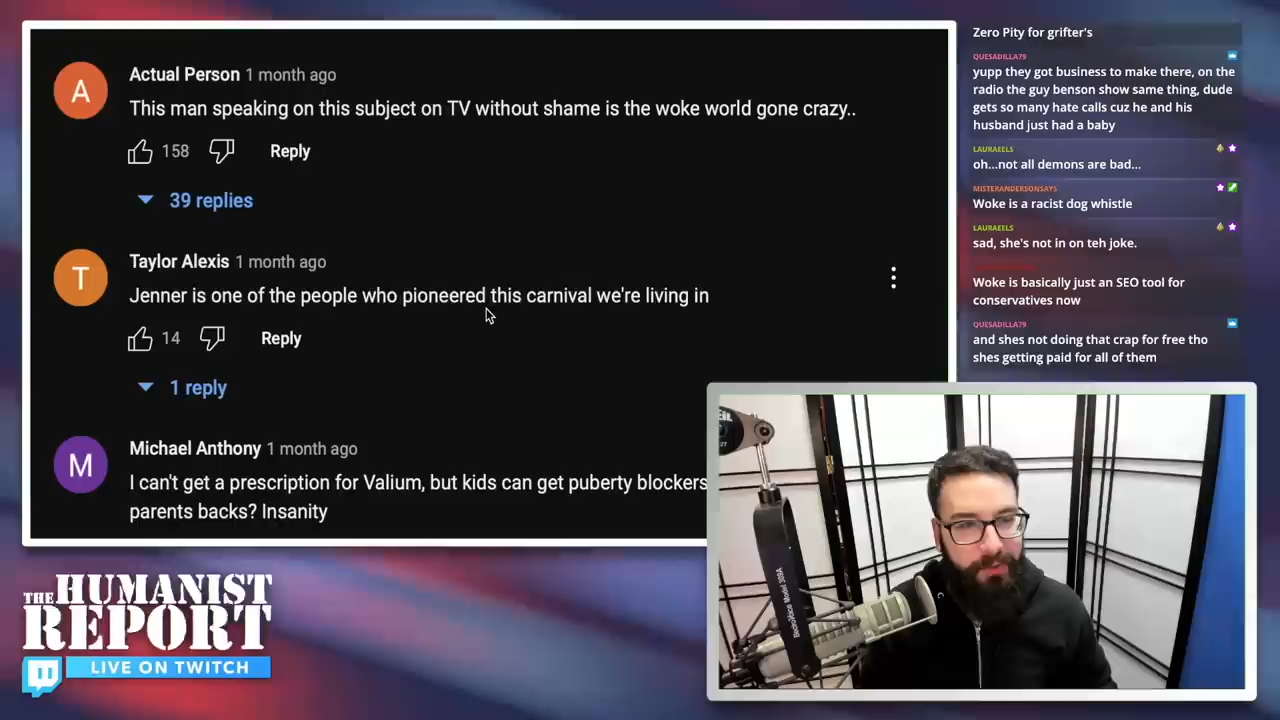 A
Actual Person 1 month ago
This man speaking on this subject on TV without shame is the woke world gone crazy..
158
Reply
39 replies
T
Taylor Alexis 1 month ago
Jenner is one of the people who pioneered this carnival we're living in
14
Reply
1 reply
M
Michael Anthony 1 month ago
I can't get a prescription for Valium, but kids can get puberty blockers
parents backs? Insanity
Zero Pity for grifter's
QUESADILLA79
yupp they got business to make there, on the
radio the guy benson show same thing, dude
gets so many hate calls cuz he and his
husband just had a baby
LAURAEELS
oh...not all demons are bad...
MISTERANDERSONSAYS
Woke is a racist dog whistle
LAURAEELS
sad, she's not in on teh joke.
Woke is basically just an SEO tool for
conservatives now
QUESADILLA79
and shes not doing that crap for free tho
shes getting paid for all of them
THE HUMANIST
REPORT
LIVE ON TWITCH